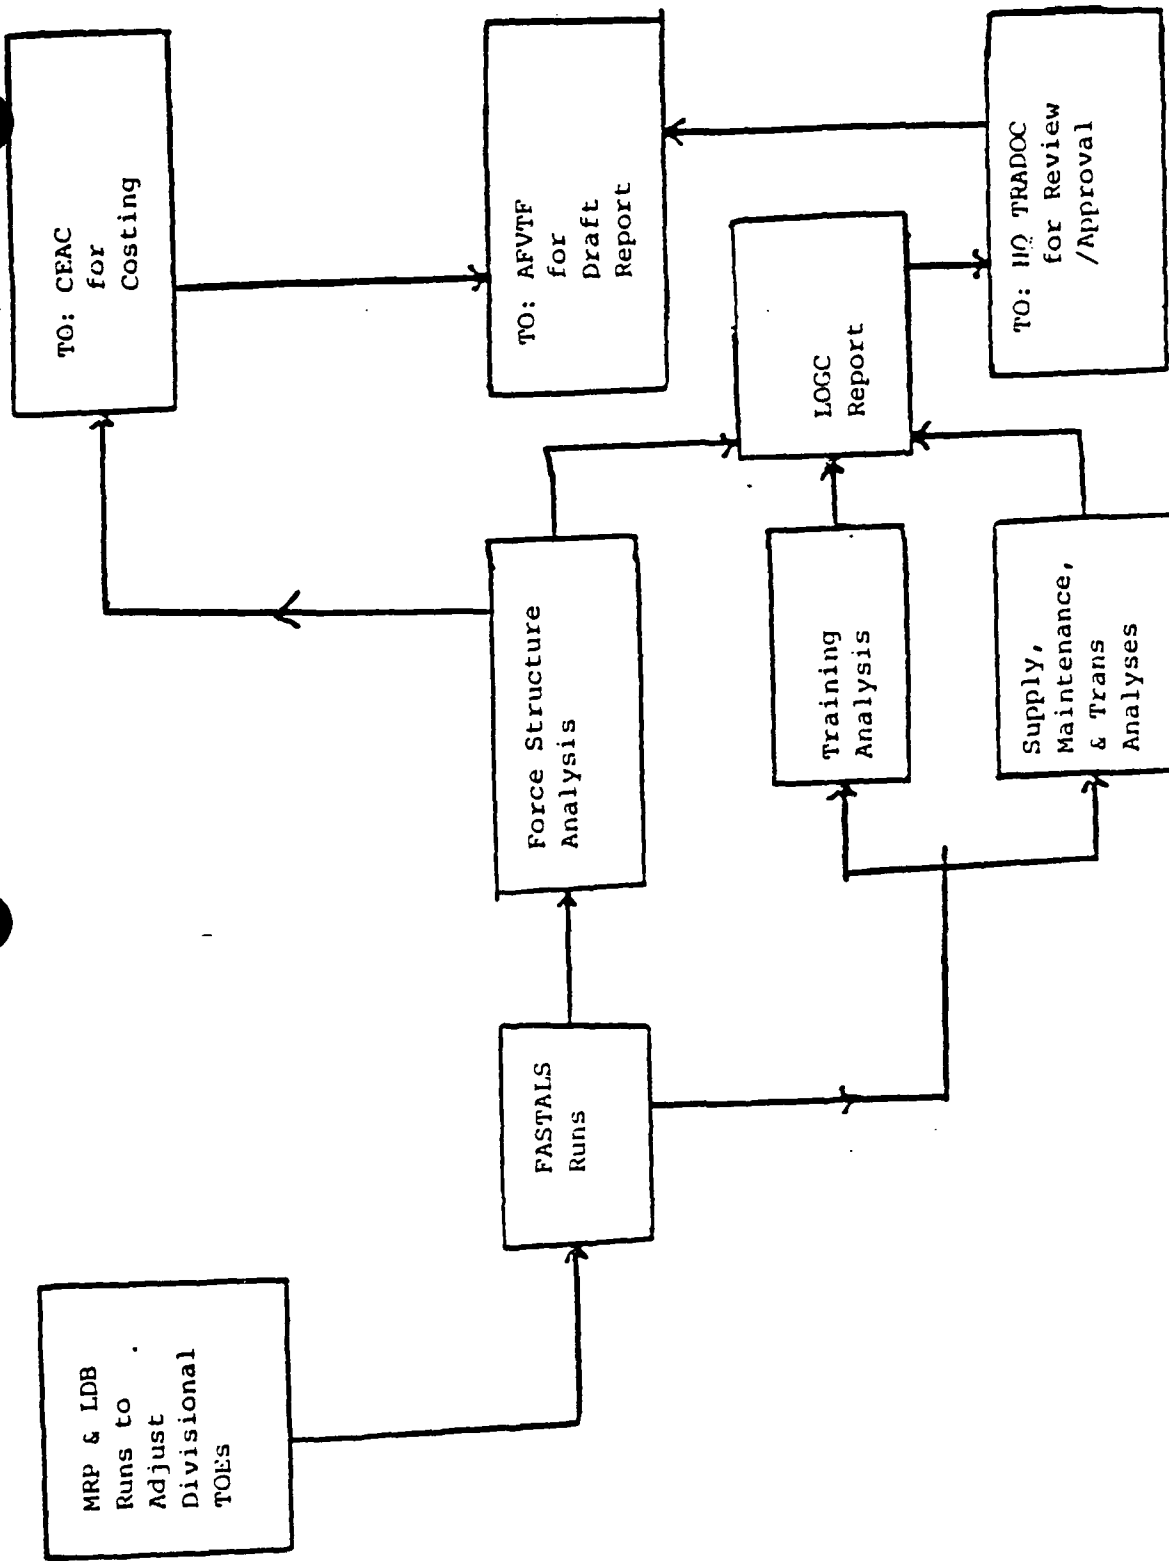 MRP & LDB
Runs to
Adjust
Divisional
TOEs
TO: CEAC
for
Costing
FASTALS
Runs
Force Structure
Analysis
TO: AFVTF
for
Draft
Report
Training
Analysis
LOGC
Report
Supply,
Maintenance,
& Trans
Analyses
TO: HQ TRADOC
for Review
/Approval